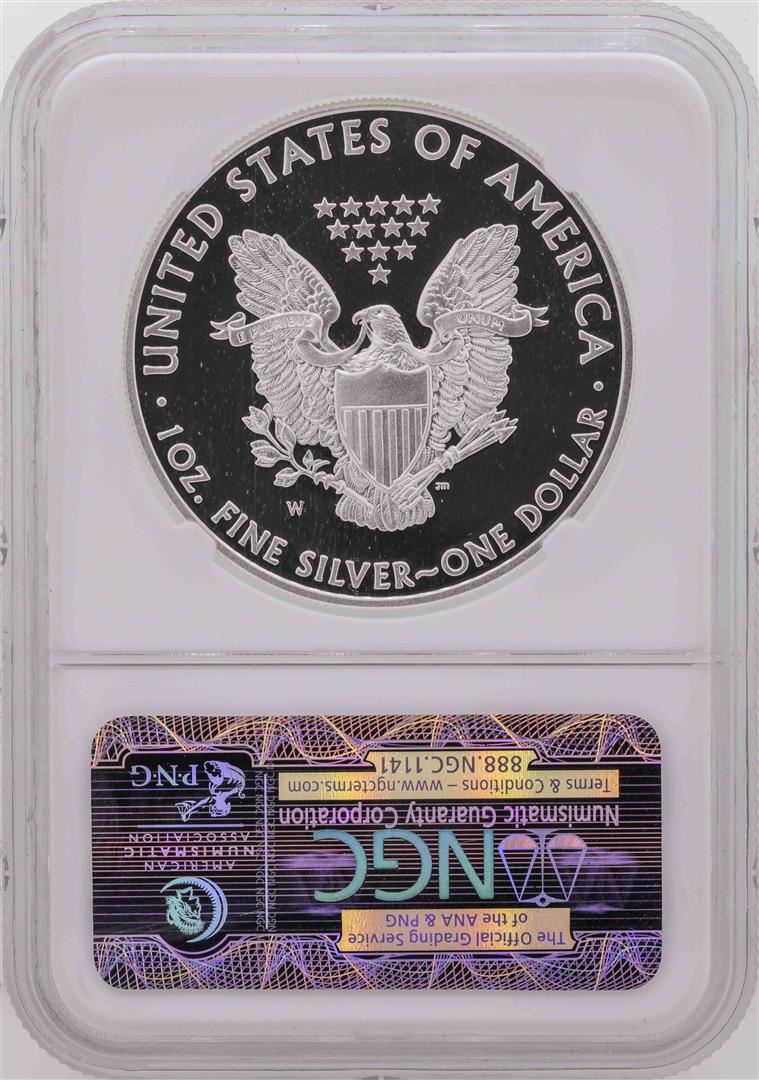 UNITED STATES OF AMERICA
E PLURIBUS UNUM
W
JM
1 OZ. FINE SILVER~ONE DOLLAR
The Official Grading Service
of the ANA & PNG
NGC
Numismatic Guaranty Corporation
Terms & Conditions – www.ngcterms.com
888.NGC.1141
AMERICAN
NUMISMATIC
ASSOCIATION
P·N·G